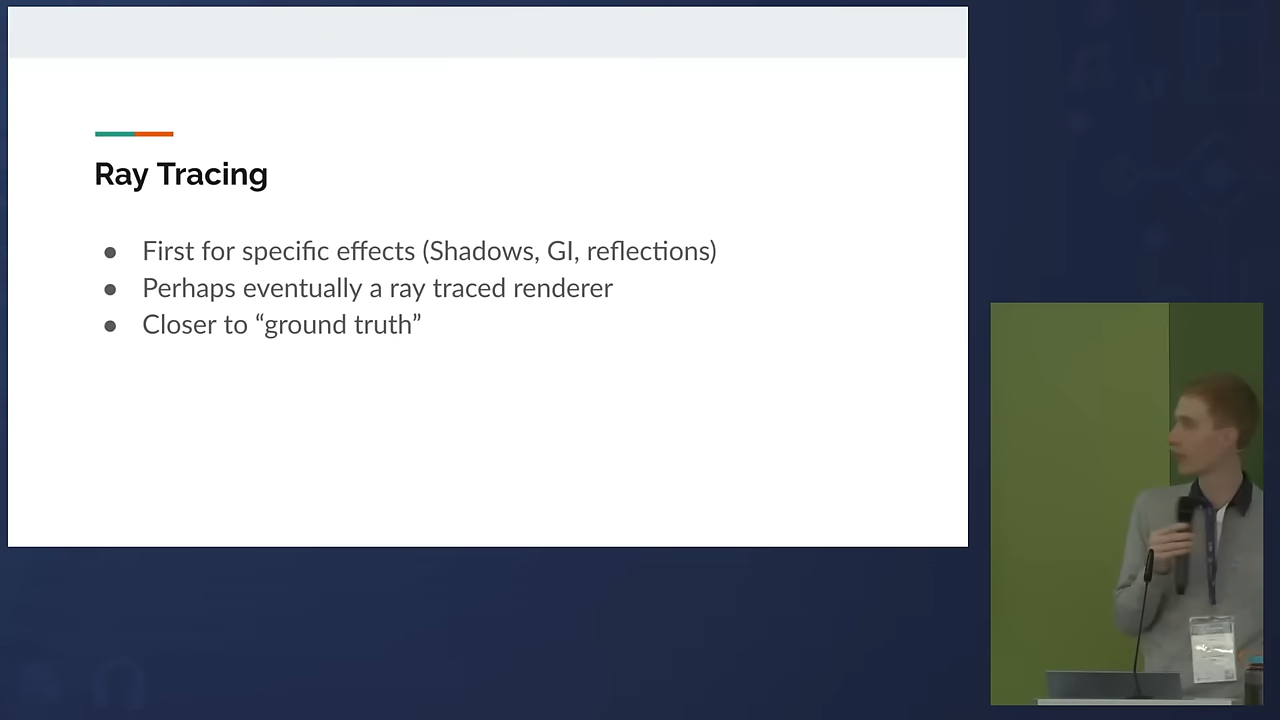 Ray Tracing
● First for specific effects (Shadows, GI, reflections)
● Perhaps eventually a ray traced renderer
● Closer to “ground truth”